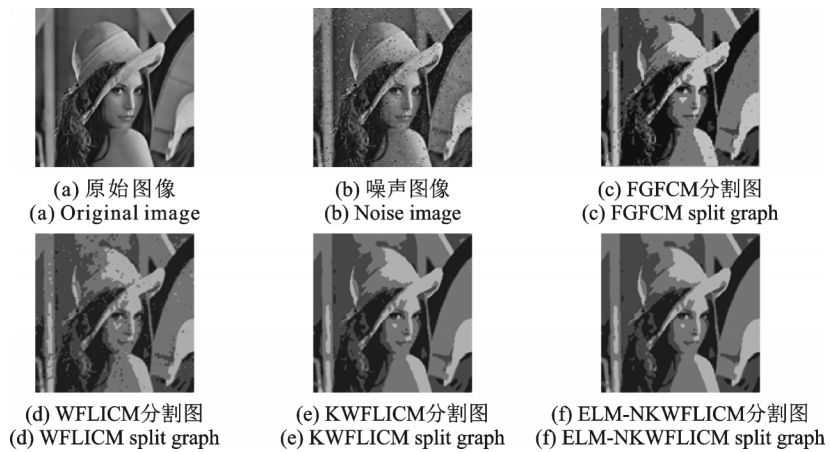 (a) 原始图像
(a) Original image
(b) 噪声图像
(b) Noise image
(c) FGFCM分割图
(c) FGFCM split graph
(d) WFLICM分割图
(d) WFLICM split graph
(e) KWFLICM分割图
(e) KWFLICM split graph
(f) ELM-NKWFLICM分割图
(f) ELM-NKWFLICM split graph